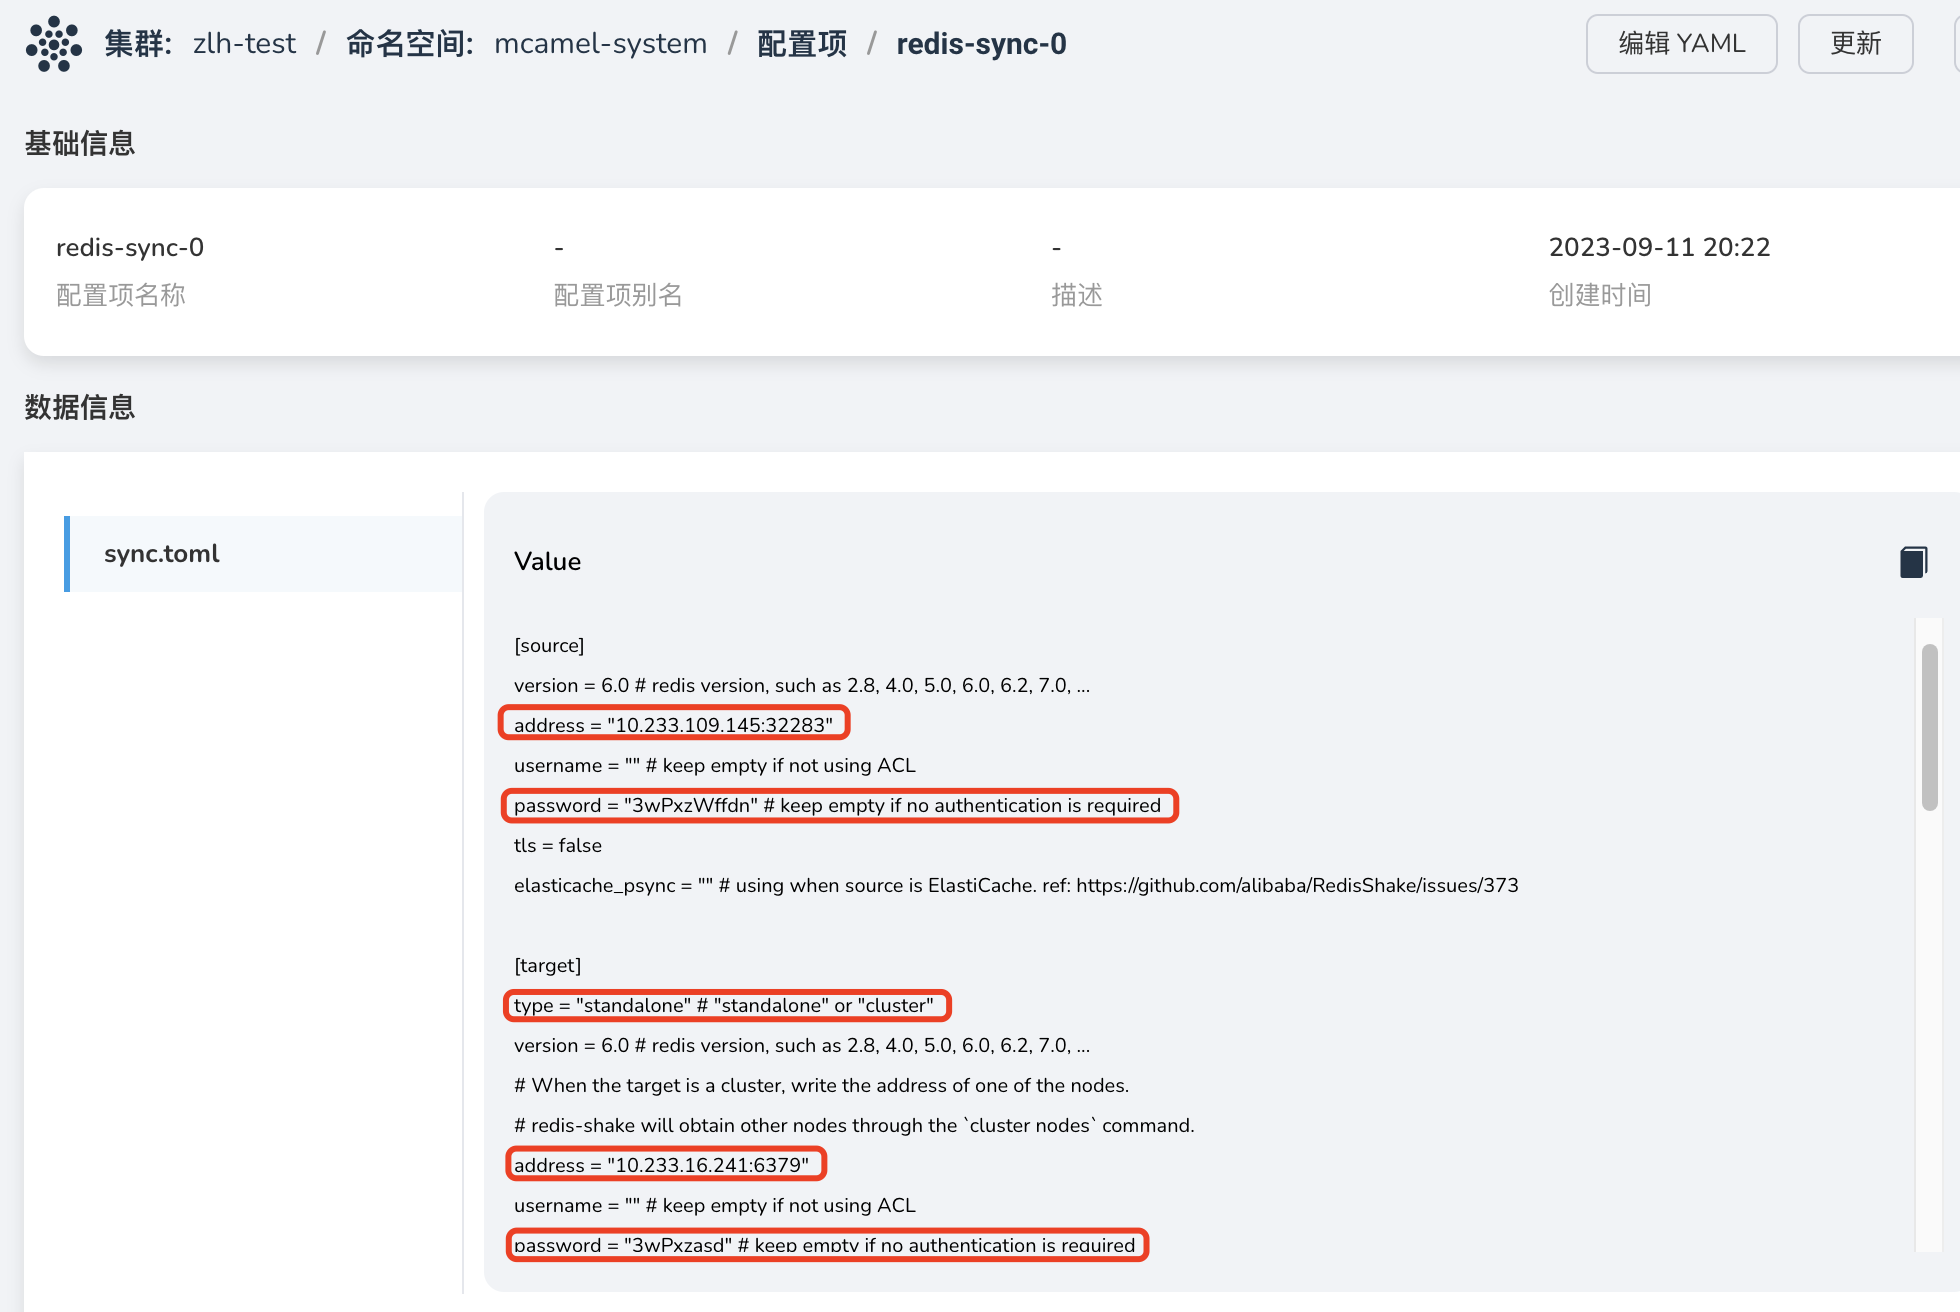 集群: zlh-test / 命名空间: mcamel-system / 配置项 / redis-sync-0
编辑 YAML
更新
基础信息
redis-sync-0
-
-
2023-09-11 20:22
配置项名称
配置项别名
描述
创建时间
数据信息
sync.toml
Value
[source]
version = 6.0 # redis version, such as 2.8, 4.0, 5.0, 6.0, 6.2, 7.0, ...
address = "10.233.109.145:32283"
username = "" # keep empty if not using ACL
password = "3wPxzWffdn" # keep empty if no authentication is required
tls = false
elasticache_psync = "" # using when source is ElastiCache. ref: https://github.com/alibaba/RedisShake/issues/373
[target]
type = "standalone" # "standalone" or "cluster"
version = 6.0 # redis version, such as 2.8, 4.0, 5.0, 6.0, 6.2, 7.0, ...
# When the target is a cluster, write the address of one of the nodes.
# redis-shake will obtain other nodes through the `cluster nodes` command.
address = "10.233.16.241:6379"
username = "" # keep empty if not using ACL
password = "3wPxzasd" # keep empty if no authentication is required